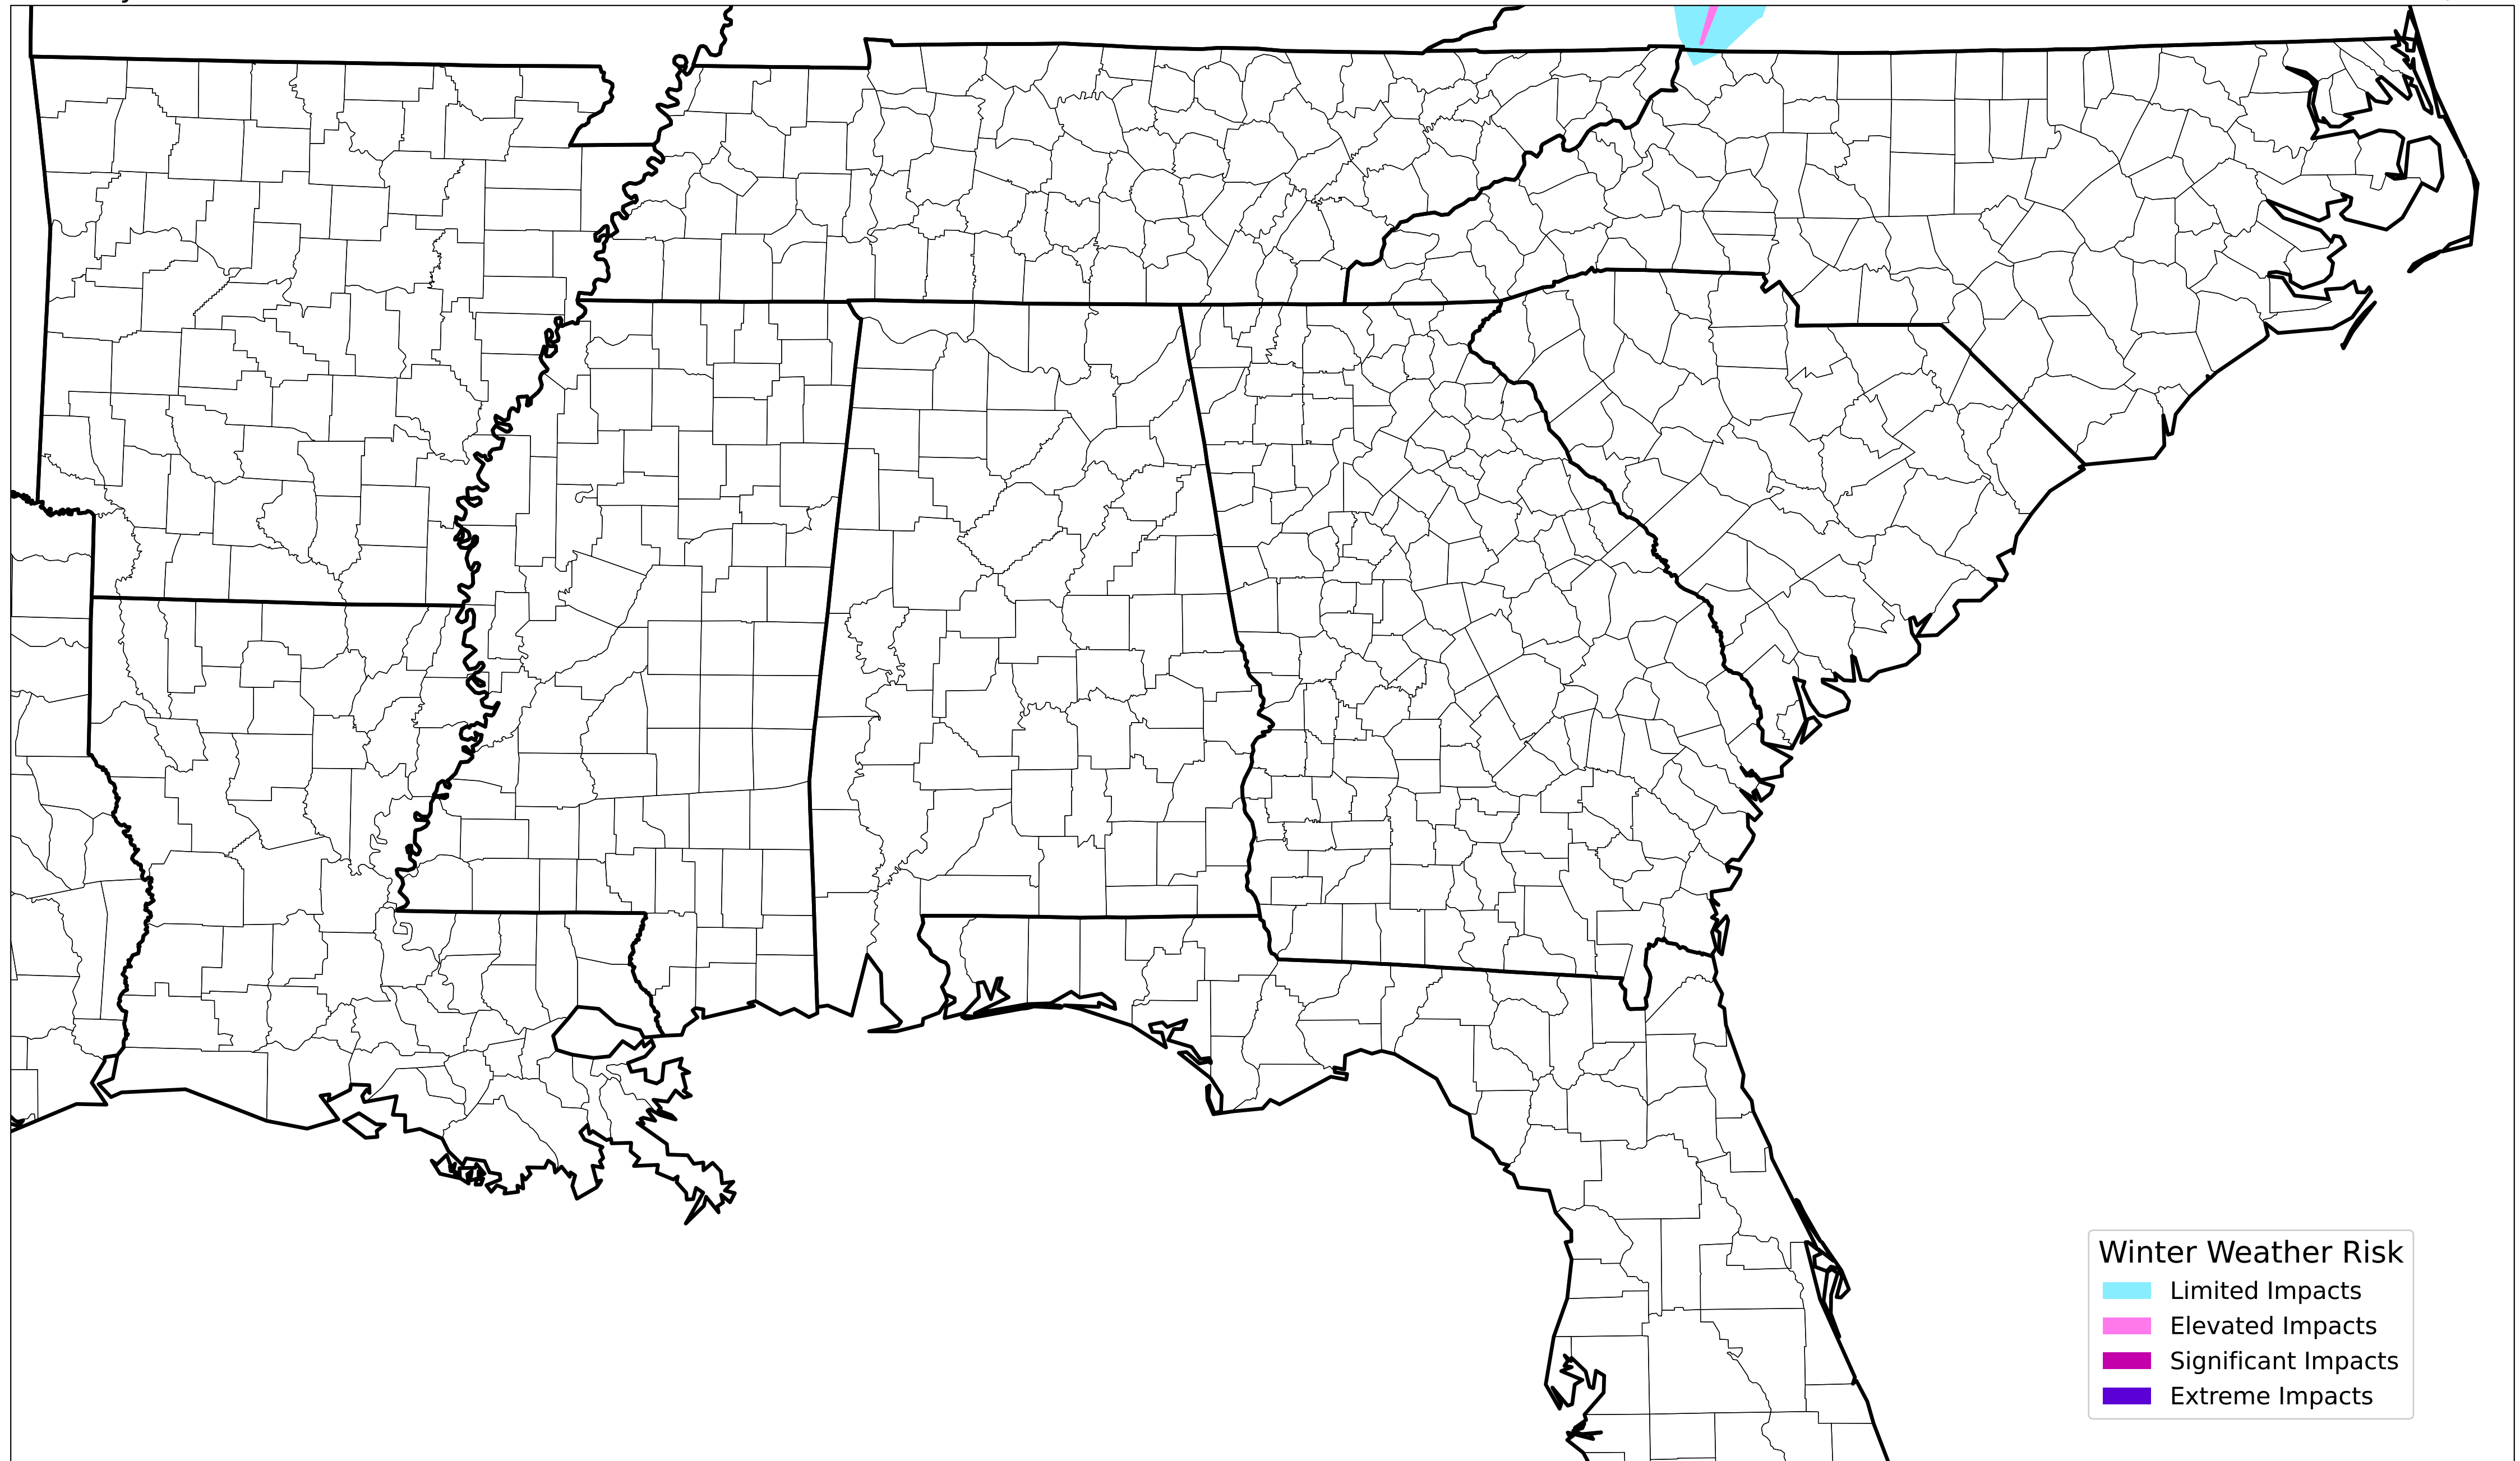 Winter Weather Risk
Limited Impacts
Elevated Impacts
Significant Impacts
Extreme Impacts